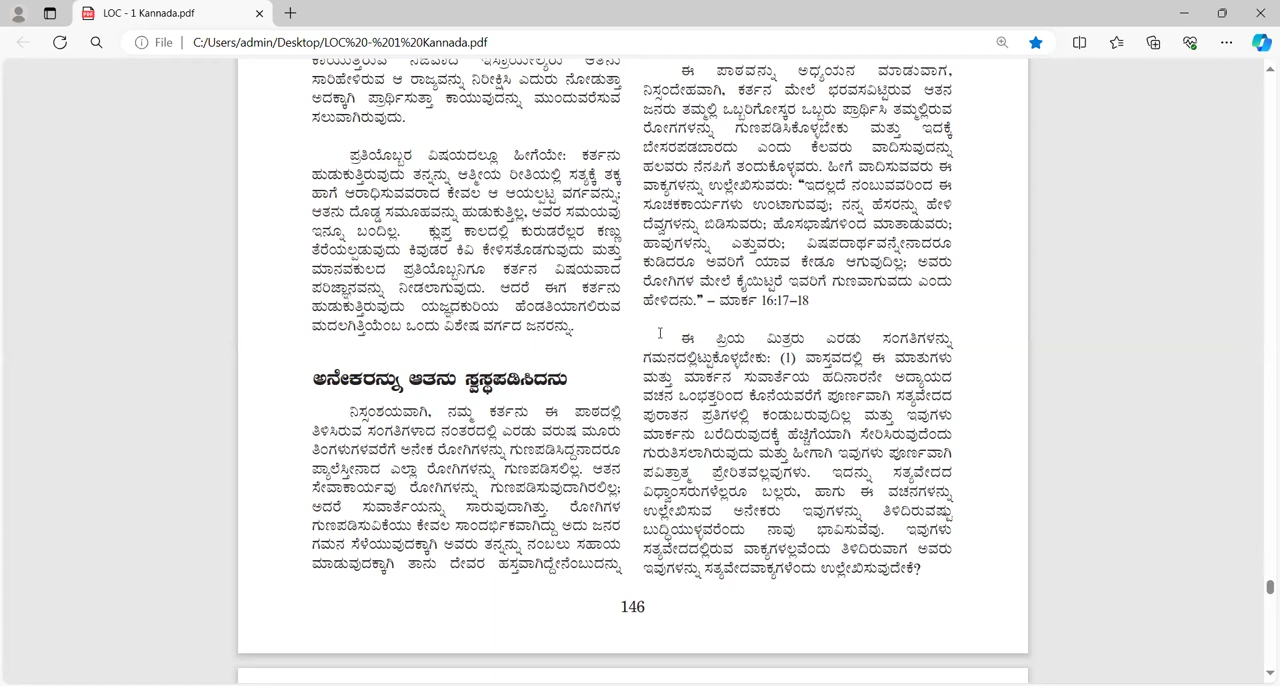 LOC - 1 Kannada.pdf
File
C:/Users/admin/Desktop/LOC%20-%201%20Kannada.pdf
ಸಾರಿಹೇಳಿರುವ ಆ ರಾಜ್ಯವನ್ನು ನಿರೀಕ್ಷಿಸಿ ಎದುರು ನೋಡುತ್ತಾ
ಅದಕ್ಕಾಗಿ ಪ್ರಾರ್ಥಿಸುತ್ತಾ ಕಾಯುವುದನ್ನು ಮುಂದುವರೆಸುವ
ಸಲುವಾಗಿರುವುದು.
ಪ್ರತಿಯೊಬ್ಬರ ವಿಷಯದಲ್ಲೂ ಹೀಗೆಯೇ: ಕರ್ತನು
ಹುಡುಕುತ್ತಿರುವುದು ತನ್ನನ್ನು ಆತ್ಮೀಯ ರೀತಿಯಲ್ಲಿ ಸತ್ಯಕ್ಕೆ ತಕ್ಕ
ಹಾಗೆ ಆರಾಧಿಸುವವರಾದ ಕೇವಲ ಆ ಆಯಲ್ಪಟ್ಟ ವರ್ಗವನ್ನು;
ಆತನು ದೊಡ್ಡ ಸಮೂಹವನ್ನು ಹುಡುಕುತ್ತಿಲ್ಲ, ಅವರ ಸಮಯವು
ಇನ್ನೂ ಬಂದಿಲ್ಲ. ಕ್ಲುಪ್ತ ಕಾಲದಲ್ಲಿ ಕುರುಡರೆಲ್ಲರ ಕಣ್ಣು
ತೆರೆಯಲ್ಪಡುವುದು ಕಿವುಡರ ಕಿವಿ ಕೇಳಿಸತೊಡಗುವುದು ಮತ್ತು
ಮಾನವಕುಲದ ಪ್ರತಿಯೊಬ್ಬನಿಗೂ ಕರ್ತನ ವಿಷಯವಾದ
ಪರಿಜ್ಞಾನವನ್ನು ನೀಡಲಾಗುವುದು. ಆದರೆ ಈಗ ಕರ್ತನು
ಹುಡುಕುತ್ತಿರುವುದು ಯಜ್ಞದಕುರಿಯ ಹೆಂಡತಿಯಾಗಲಿರುವ
ಮದಲಗಿತ್ತಿಯೆಂಬ ಒಂದು ವಿಶೇಷ ವರ್ಗದ ಜನರನ್ನು.
ಅನೇಕರನ್ನು ಆತನು ಸ್ವಸ್ಥಪಡಿಸಿದನು
ನಿಸ್ಸಂಶಯವಾಗಿ, ನಮ್ಮ ಕರ್ತನು ಈ ಪಾಠದಲ್ಲಿ
ತಿಳಿಸಿರುವ ಸಂಗತಿಗಳಾದ ನಂತರದಲ್ಲಿ ಎರಡು ವರುಷ ಮೂರು
ತಿಂಗಳುಗಳವರೆಗೆ ಅನೇಕ ರೋಗಿಗಳನ್ನು ಗುಣಪಡಿಸಿದ್ದನಾದರೂ
ಪ್ಯಾಲೆಸ್ತೀನಾದ ಎಲ್ಲಾ ರೋಗಿಗಳನ್ನು ಗುಣಪಡಿಸಲಿಲ್ಲ. ಆತನ
ಸೇವಾಕಾರ್ಯವು ರೋಗಿಗಳನ್ನು ಗುಣಪಡಿಸುವುದಾಗಿರಲಿಲ್ಲ;
ಅದರೆ ಸುವಾರ್ತೆಯನ್ನು ಸಾರುವುದಾಗಿತ್ತು. ರೋಗಿಗಳ
ಗುಣಪಡಿಸುವಿಕೆಯು ಕೇವಲ ಸಾಂದರ್ಭಿಕವಾಗಿದ್ದು ಅದು ಜನರ
ಗಮನ ಸೆಳೆಯುವುದಕ್ಕಾಗಿ ಅವರು ತನ್ನನ್ನು ನಂಬಲು ಸಹಾಯ
ಮಾಡುವುದಕ್ಕಾಗಿ ತಾನು ದೇವರ ಹಸ್ತವಾಗಿದ್ದೇನೆಂಬುದನ್ನು
ಈ ಪಾಠವನ್ನು ಅಧ್ಯಯನ ಮಾಡುವಾಗ,
ನಿಸ್ಸಂದೇಹವಾಗಿ, ಕರ್ತನ ಮೇಲೆ ಭರವಸವಿಟ್ಟಿರುವ ಆತನ
ಜನರು ತಮ್ಮಲ್ಲಿ ಒಬ್ಬರಿಗೋಸ್ಕರ ಒಬ್ಬರು ಪ್ರಾರ್ಥಿಸಿ ತಮ್ಮಲ್ಲಿರುವ
ರೋಗಗಳನ್ನು ಗುಣಪಡಿಸಿಕೊಳ್ಳಬೇಕು ಮತ್ತು ಇದಕ್ಕೆ
ಬೇಸರಪಡಬಾರದು ಎಂದು ಕೆಲವರು ವಾದಿಸುವುದನ್ನು
ಹಲವರು ನೆನಪಿಗೆ ತಂದುಕೊಳ್ಳುವರು. ಹೀಗೆ ವಾದಿಸುವವರು ಈ
ವಾಕ್ಯಗಳನ್ನು ಉಲ್ಲೇಖಿಸುವರು: “ಇದಲ್ಲದೆ ನಂಬುವವರಿಂದ ಈ
ಸೂಚಕಕಾರ್ಯಗಳು ಉಂಟಾಗುವವು; ನನ್ನ ಹೆಸರನ್ನು ಹೇಳಿ
ದೆವ್ವಗಳನ್ನು ಬಿಡಿಸುವರು; ಹೊಸಭಾಷೆಗಳಿಂದ ಮಾತಾಡುವರು;
ಹಾವುಗಳನ್ನು ಎತ್ತುವರು; ವಿಷಪದಾರ್ಥವನ್ನೇನಾದರೂ
ಕುಡಿದರೂ ಅವರಿಗೆ ಯಾವ ಕೇಡೂ ಆಗುವುದಿಲ್ಲ; ಅವರು
ರೋಗಿಗಳ ಮೇಲೆ ಕೈಯಿಟ್ಟರೆ ಇವರಿಗೆ ಗುಣವಾಗುವದು ಎಂದು
ಹೇಳಿದನು.” – ಮಾರ್ಕ 16:17–18
ಈ ಪ್ರಿಯ ಮಿತ್ರರು ಎರಡು ಸಂಗತಿಗಳನ್ನು
ಗಮನದಲ್ಲಿಟ್ಟುಕೊಳ್ಳಬೇಕು: (1) ವಾಸ್ತವದಲ್ಲಿ ಈ ಮಾತುಗಳು
ಮತ್ತು ಮಾರ್ಕನ ಸುವಾರ್ತೆಯ ಹದಿನಾರನೇ ಅದ್ಯಾಯದ
ವಚನ ಒಂಭತ್ತರಿಂದ ಕೊನೆಯವರೆಗೆ ಪೂರ್ಣವಾಗಿ ಸತ್ಯವೇದದ
ಪುರಾತನ ಪ್ರತಿಗಳಲ್ಲಿ ಕಂಡುಬರುವುದಿಲ್ಲ ಮತ್ತು ಇವುಗಳು
ಮಾರ್ಕನು ಬರೆದಿರುವುದಕ್ಕೆ ಹೆಚ್ಚಿಗೆಯಾಗಿ ಸೇರಿಸಿರುವುದೆಂದು
ಗುರುತಿಸಲಾಗಿರುವುದು ಮತ್ತು ಹೀಗಾಗಿ ಇವುಗಳು ಪೂರ್ಣವಾಗಿ
ಪವಿತ್ರಾತ್ಮ ಪ್ರೇರಿತವಲ್ಲವುಗಳು. ಇದನ್ನು ಸತ್ಯವೇದದ
ವಿಧ್ವಾಂಸರುಗಳೆಲ್ಲರೂ ಬಲ್ಲರು, ಹಾಗು ಈ ವಚನಗಳನ್ನು
ಉಲ್ಲೇಖಿಸುವ ಅನೇಕರು ಇವುಗಳನ್ನು ತಿಳಿದಿರುವಷ್ಟು
ಬುದ್ಧಿಯುಳ್ಳವರೆಂದು ನಾವು ಭಾವಿಸುವೆವು. ಇವುಗಳು
ಸತ್ಯವೇದದಲ್ಲಿರುವ ವಾಕ್ಯಗಳಲ್ಲವೆಂದು ತಿಳಿದಿರುವಾಗ ಅವರು
ಇವುಗಳನ್ನು ಸತ್ಯವೇದವಾಕ್ಯಗಳೆಂದು ಉಲ್ಲೇಖಿಸುವುದೇಕೆ?
146